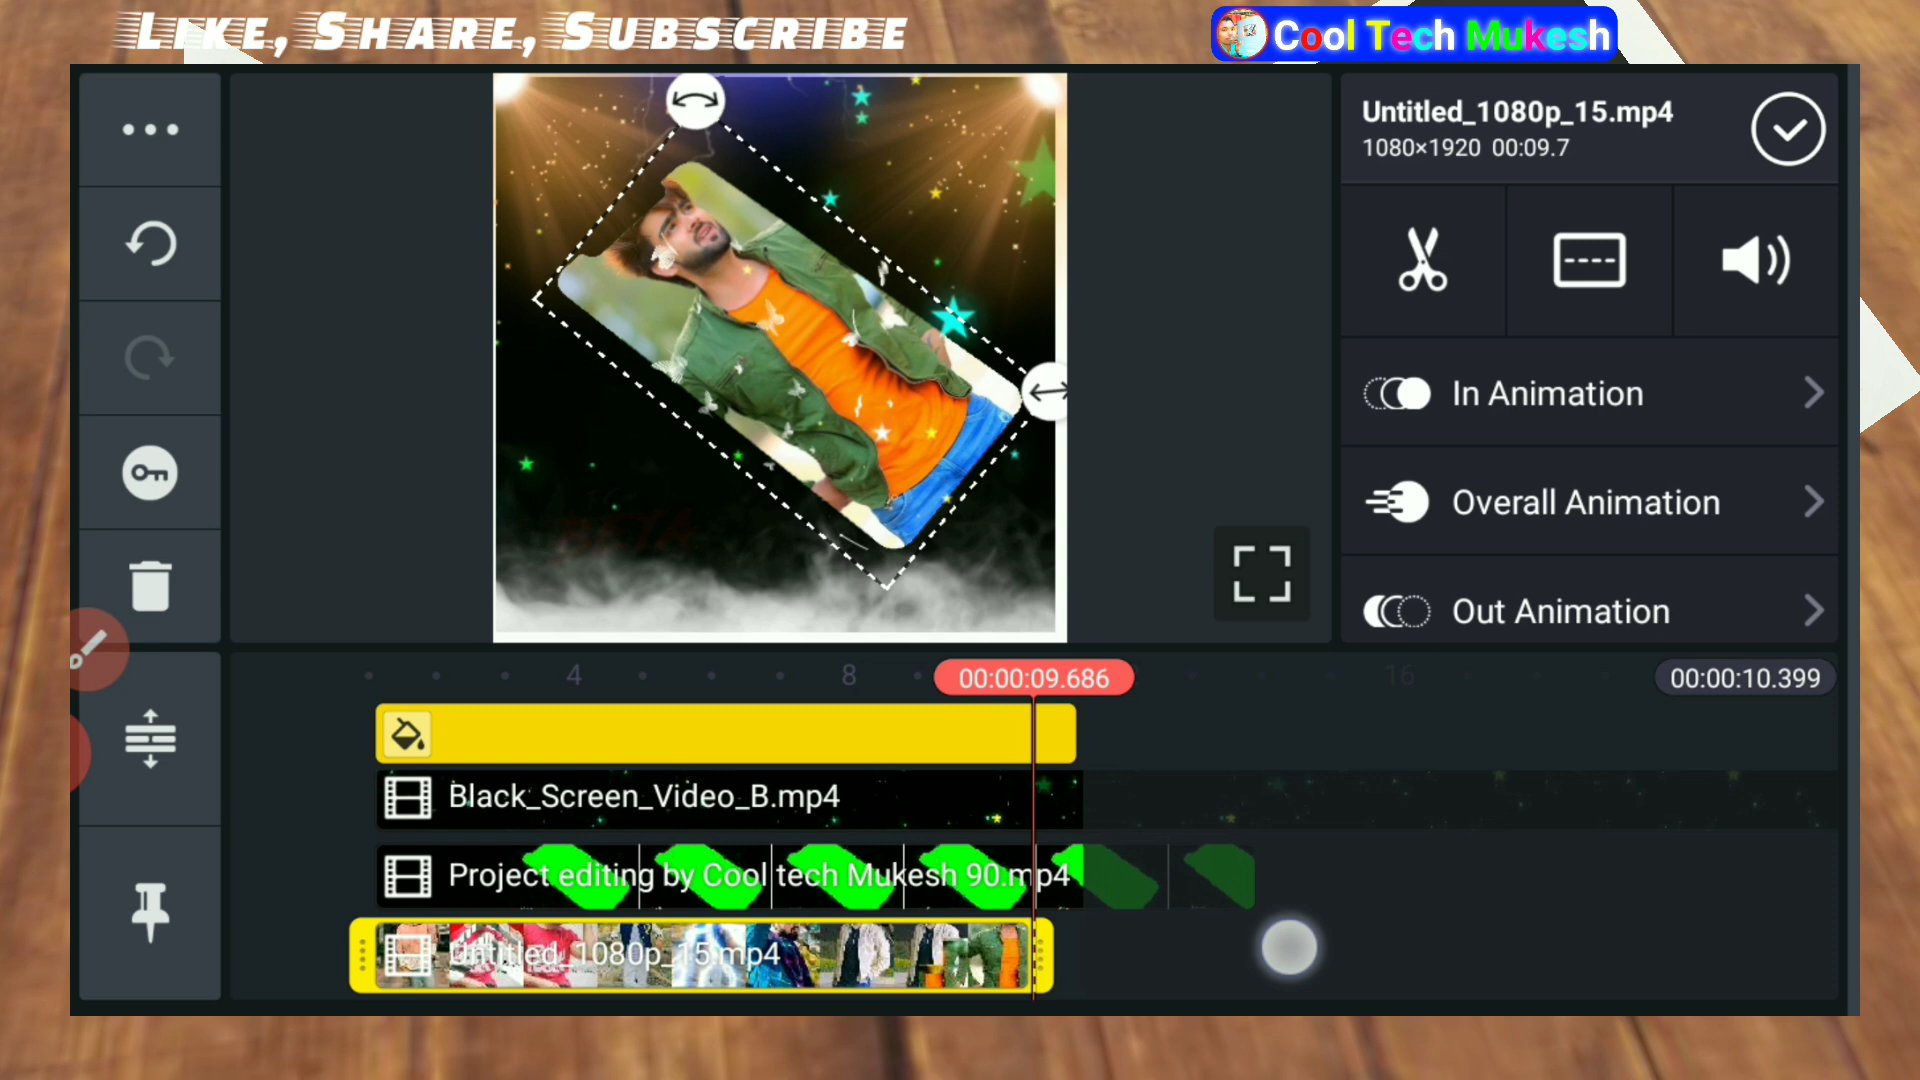 LIKE, SHARE, SUBSCRIBE
Cool Tech Mukesh
Untitled_1080p_15.mp4
1080×1920 00:09.7
In Animation
Overall Animation
Out Animation
4
8
00:00:09.686
16
00:00:10.399
Black_Screen_Video_B.mp4
Project editing by Cool tech Mukesh 90.mp4
Untitled_1080p_15.mp4